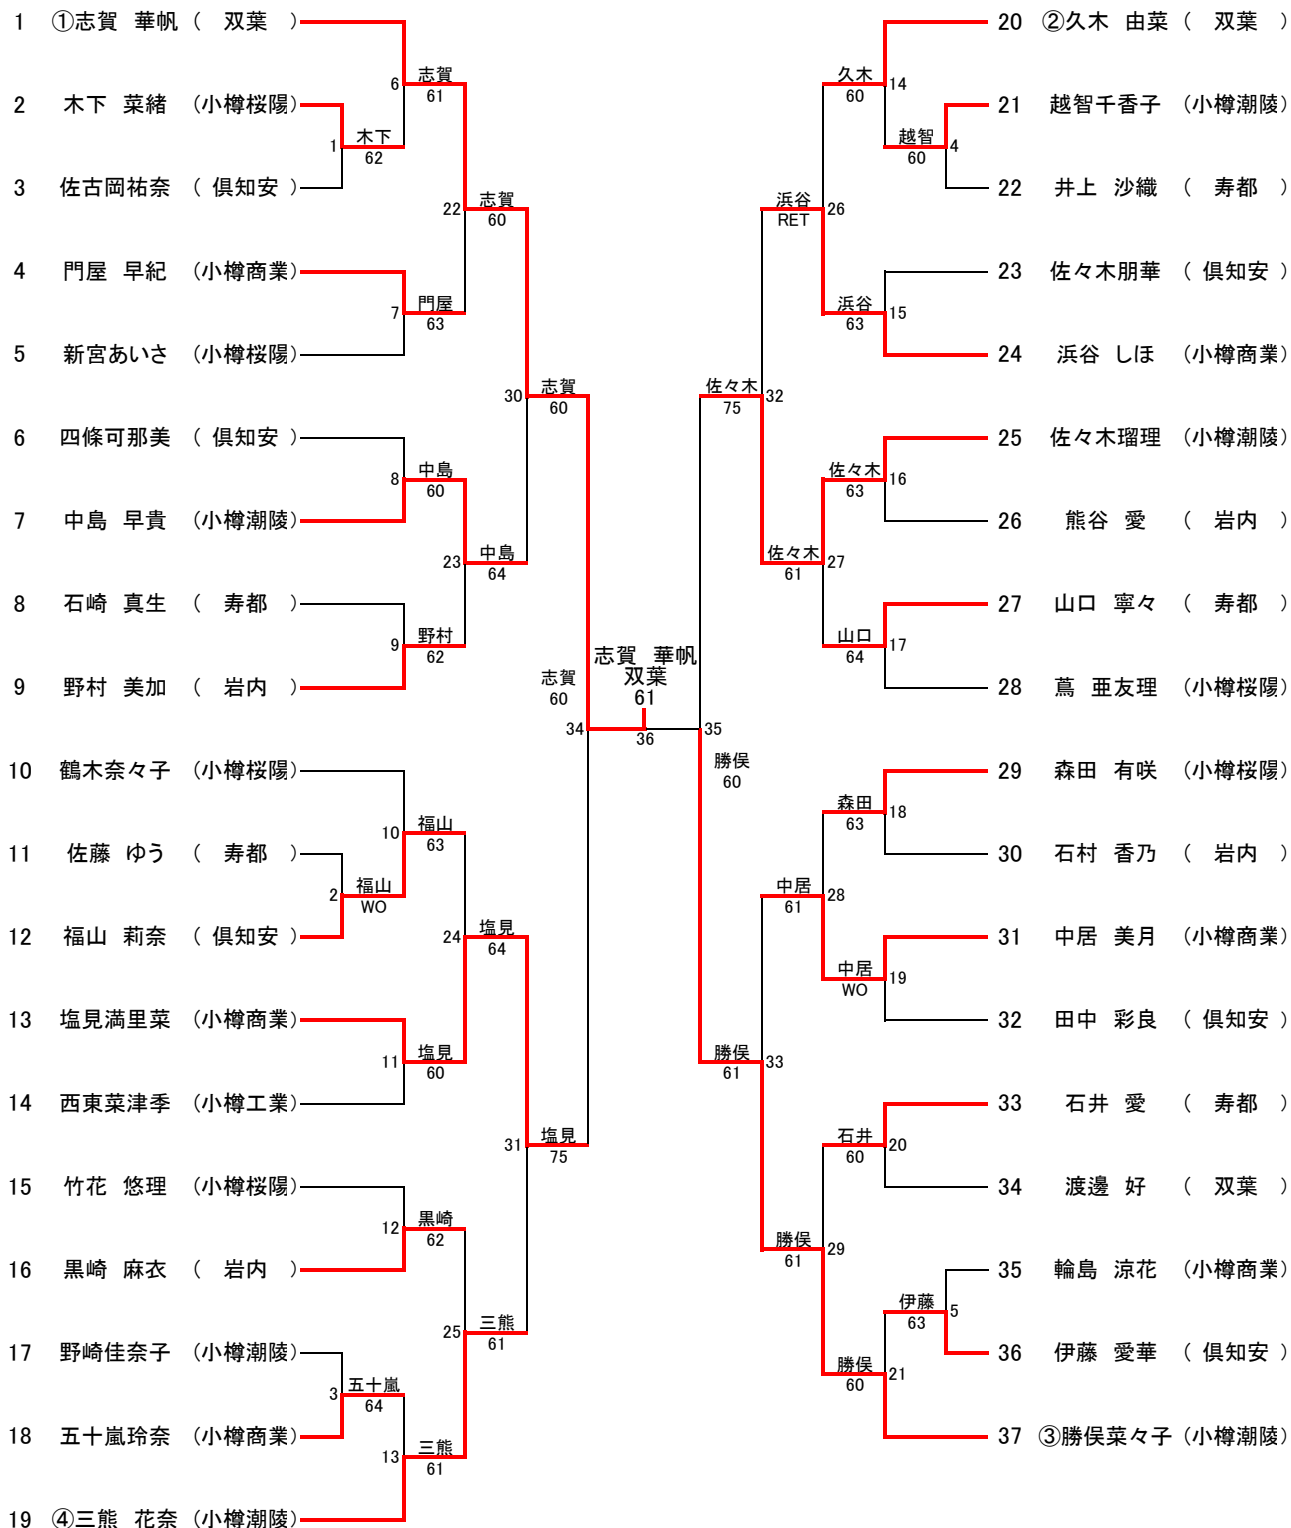 1 ①志賀 華帆 ( 双葉 )
2 木下 菜緒 (小樽桜陽)
3 佐古岡祐奈 ( 倶知安 )
4 門屋 早紀 (小樽商業)
5 新宮あいさ (小樽桜陽)
6 四條可那美 ( 倶知安 )
7 中島 早貴 (小樽潮陵)
8 石崎 真生 ( 寿都 )
9 野村 美加 ( 岩内 )
10 鶴木奈々子 (小樽桜陽)
11 佐藤 ゆう ( 寿都 )
12 福山 莉奈 ( 倶知安 )
13 塩見満里菜 (小樽商業)
14 西東菜津季 (小樽工業)
15 竹花 悠理 (小樽桜陽)
16 黒崎 麻衣 ( 岩内 )
17 野崎佳奈子 (小樽潮陵)
18 五十嵐玲奈 (小樽商業)
19 ④三熊 花奈 (小樽潮陵)
1
木下
62
2
福山
WO
3
五十嵐
64
6
志賀
61
7
門屋
63
8
中島
60
9
野村
62
10
福山
63
11
塩見
60
12
黒崎
62
13
三熊
61
22
志賀
60
23
中島
64
24
塩見
64
25
三熊
61
30
志賀
60
31
塩見
75
志賀
60
34
志賀 華帆
双葉
61
36
35
勝俣
60
佐々木
75
32
勝俣
61
33
浜谷
RET
26
佐々木
61
27
中居
61
28
勝俣
61
29
久木
60
14
浜谷
63
15
佐々木
63
16
山口
64
17
森田
63
18
中居
WO
19
石井
60
20
勝俣
60
21
越智
60
4
伊藤
63
5
20 ②久木 由菜 ( 双葉 )
21 越智千香子 (小樽潮陵)
22 井上 沙織 ( 寿都 )
23 佐々木朋華 ( 倶知安 )
24 浜谷 しほ (小樽商業)
25 佐々木瑠理 (小樽潮陵)
26 熊谷 愛 ( 岩内 )
27 山口 寧々 ( 寿都 )
28 蔦 亜友理 (小樽桜陽)
29 森田 有咲 (小樽桜陽)
30 石村 香乃 ( 岩内 )
31 中居 美月 (小樽商業)
32 田中 彩良 ( 倶知安 )
33 石井 愛 ( 寿都 )
34 渡邊 好 ( 双葉 )
35 輪島 涼花 (小樽商業)
36 伊藤 愛華 ( 倶知安 )
37 ③勝俣菜々子 (小樽潮陵)